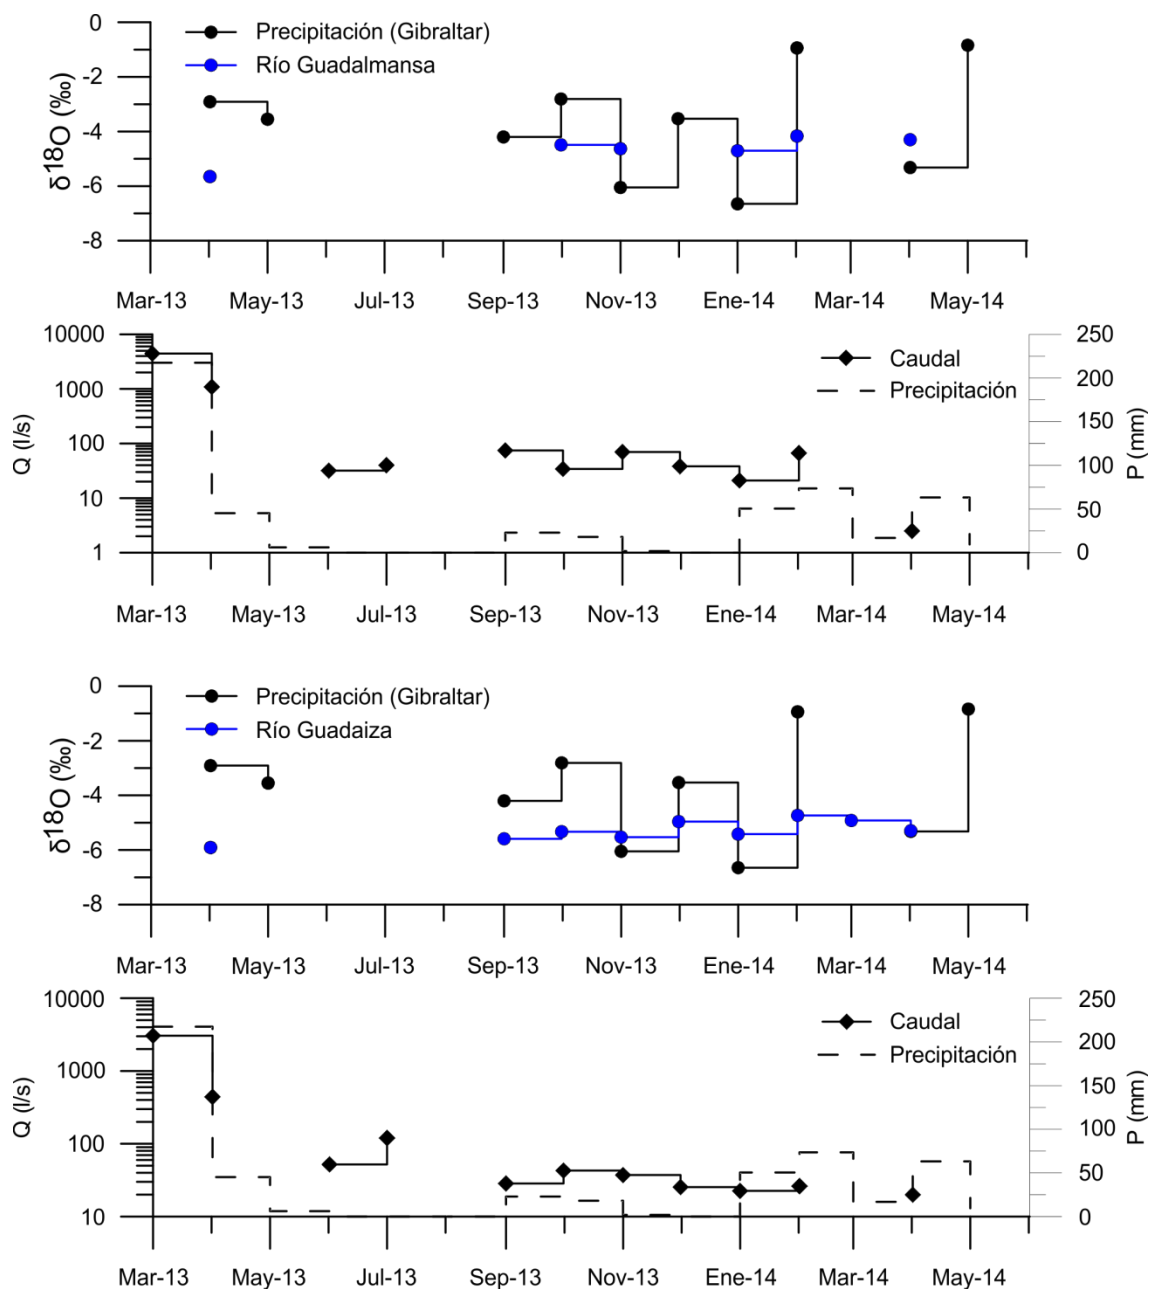 0
-2
-4
-6
-8
δ18O (‰)
Precipitación (Gibraltar)
Río Guadalmansa
Mar-13 May-13 Jul-13 Sep-13 Nov-13 Ene-14 Mar-14 May-14
10000
1000
100
10
1
Q (l/s)
Caudal
Precipitación
250
200
150
100
50
0
P (mm)
Mar-13 May-13 Jul-13 Sep-13 Nov-13 Ene-14 Mar-14 May-14
0
-2
-4
-6
-8
δ18O (‰)
Precipitación (Gibraltar)
Río Guadaiza
Mar-13 May-13 Jul-13 Sep-13 Nov-13 Ene-14 Mar-14 May-14
10000
1000
100
10
Q (l/s)
Caudal
Precipitación
250
200
150
100
50
0
P (mm)
Mar-13 May-13 Jul-13 Sep-13 Nov-13 Ene-14 Mar-14 May-14